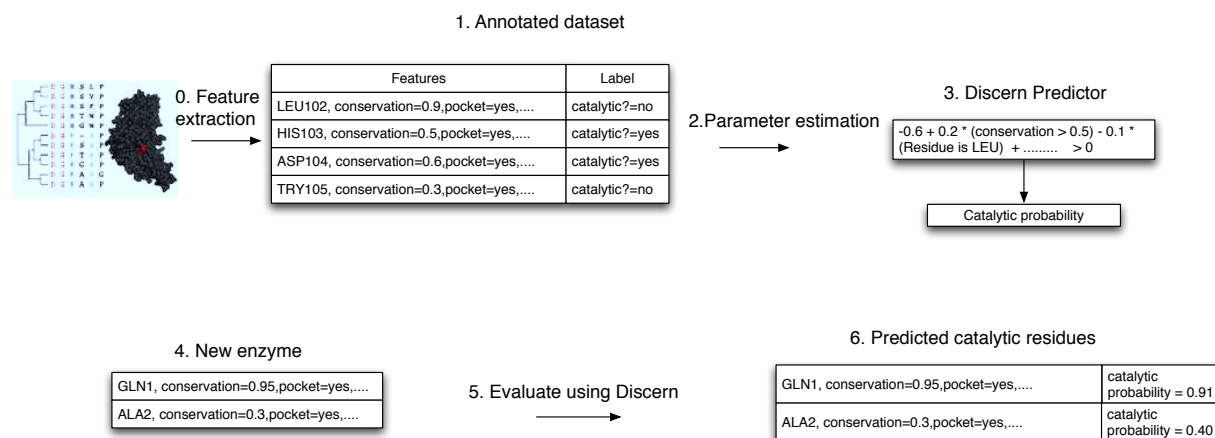 1. Annotated dataset
0. Feature
extraction
Features Label
LEU102, conservation=0.9,pocket=yes,.... catalytic?=no
HIS103, conservation=0.5,pocket=yes,.... catalytic?=yes
ASP104, conservation=0.6,pocket=yes,.... catalytic?=yes
TRY105, conservation=0.3,pocket=yes,.... catalytic?=no
2.Parameter estimation
3. Discern Predictor
-0.6 + 0.2 * (conservation > 0.5) - 0.1 *
(Residue is LEU) + ......... > 0
Catalytic probability
4. New enzyme
GLN1, conservation=0.95,pocket=yes,....
ALA2, conservation=0.3,pocket=yes,....
5. Evaluate using Discern
6. Predicted catalytic residues
GLN1, conservation=0.95,pocket=yes,.... catalytic
probability = 0.91
ALA2, conservation=0.3,pocket=yes,.... catalytic
probability = 0.40